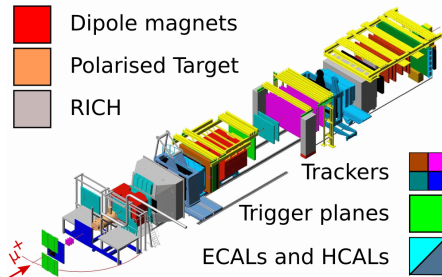 Dipole magnets
Polarised Target
RICH
Trackers
Trigger planes
ECALs and HCALs
μ+